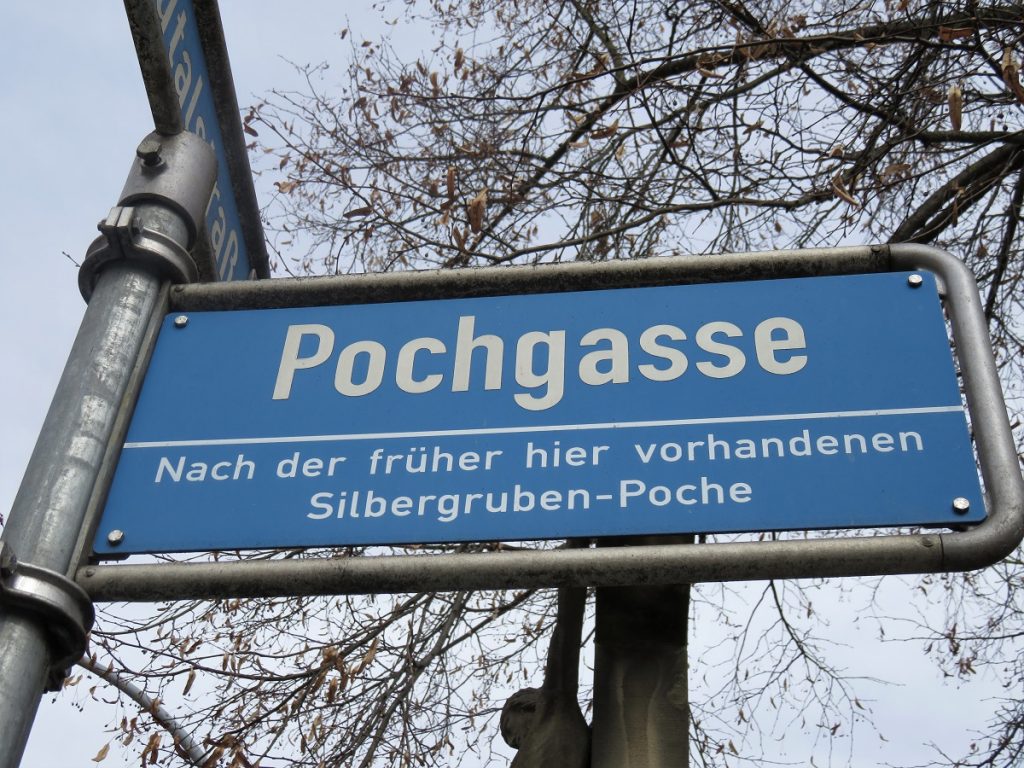 Pochgasse
Nach der früher hier vorhandenen
Silbergruben-Poche